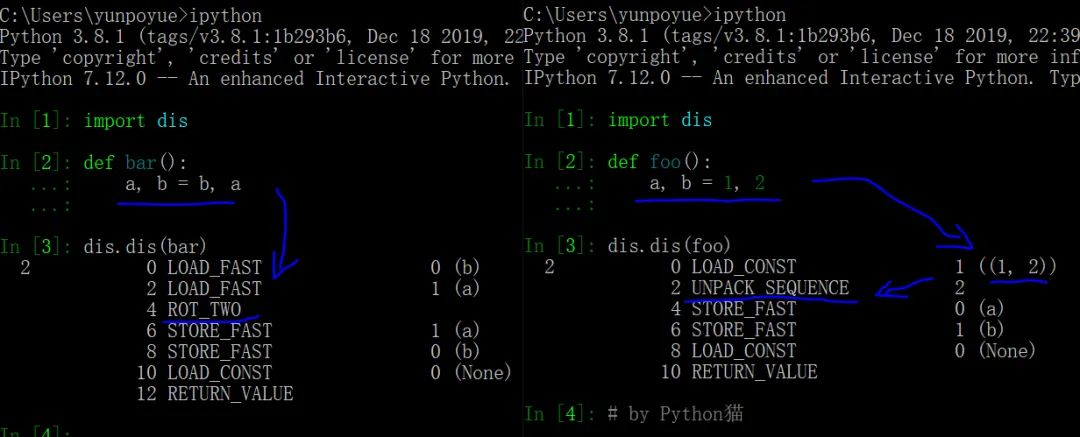 C:\Users\yunpoyue>ipython
Python 3.8.1 (tags/v3.8.1:1b293b6, Dec 18 2019, 22
Type 'copyright', 'credits' or 'license' for more
IPython 7.12.0 -- An enhanced Interactive Python.
In [1]: import dis
In [2]: def bar():
...: a, b = b, a
...:
In [3]: dis.dis(bar)
2 0 LOAD_FAST 0 (b)
2 LOAD_FAST 1 (a)
4 ROT_TWO
6 STORE_FAST 1 (a)
8 STORE_FAST 0 (b)
10 LOAD_CONST 0 (None)
12 RETURN_VALUE
In [4]:
C:\Users\yunpoyue>ipython
Python 3.8.1 (tags/v3.8.1:1b293b6, Dec 18 2019, 22:39
Type 'copyright', 'credits' or 'license' for more inf
IPython 7.12.0 -- An enhanced Interactive Python. Typ
In [1]: import dis
In [2]: def foo():
...: a, b = 1, 2
...:
In [3]: dis.dis(foo)
2 0 LOAD_CONST 1 ((1, 2))
2 UNPACK_SEQUENCE 2
4 STORE_FAST 0 (a)
6 STORE_FAST 1 (b)
8 LOAD_CONST 0 (None)
10 RETURN_VALUE
In [4]: # by Python猫